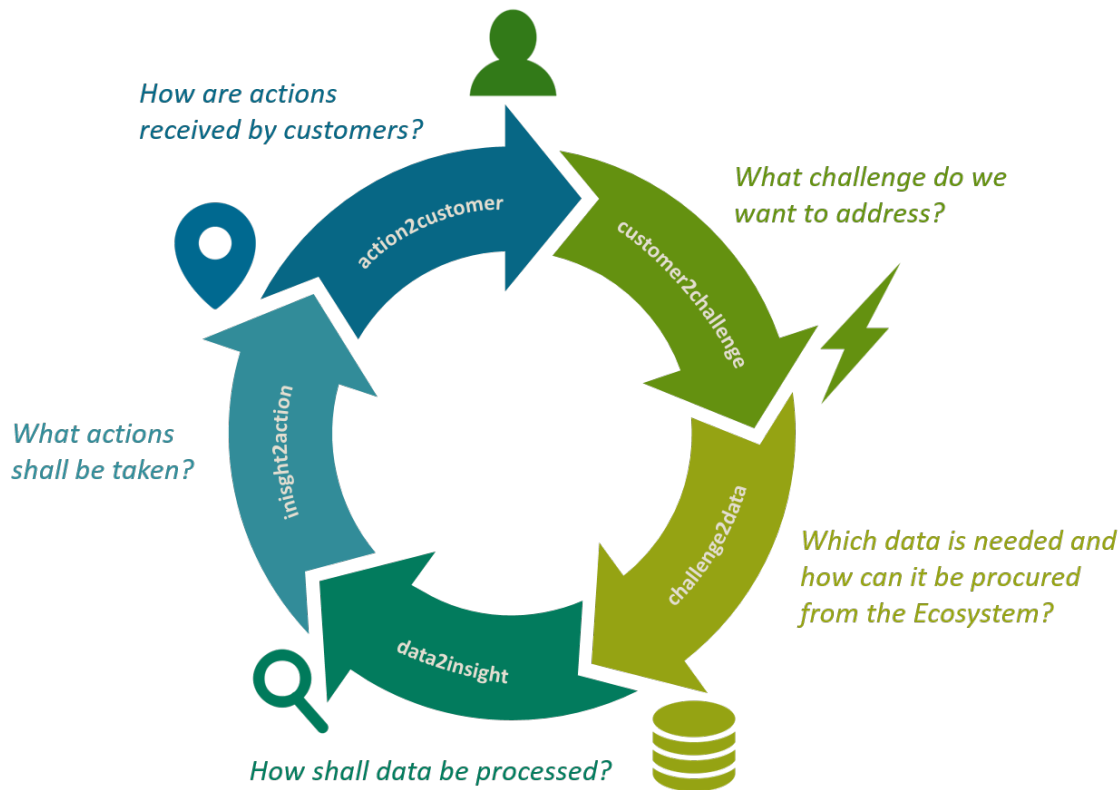 How are actions
received by customers?
action2customer
What challenge do we
want to address?
customer2challenge
Which data is needed and
how can it be procured
from the Ecosystem?
challenge2data
How shall data be processed?
data2insight
What actions
shall be taken?
inisght2action